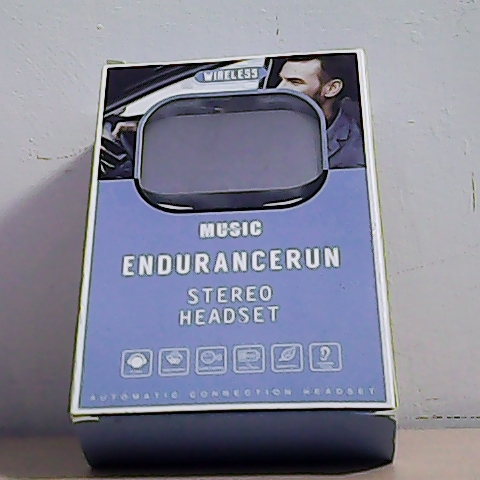 WIRELESS
MUSIC
ENDURANCERUN
STEREO
HEADSET
AUTOMATIC CONNECTION HEADSET